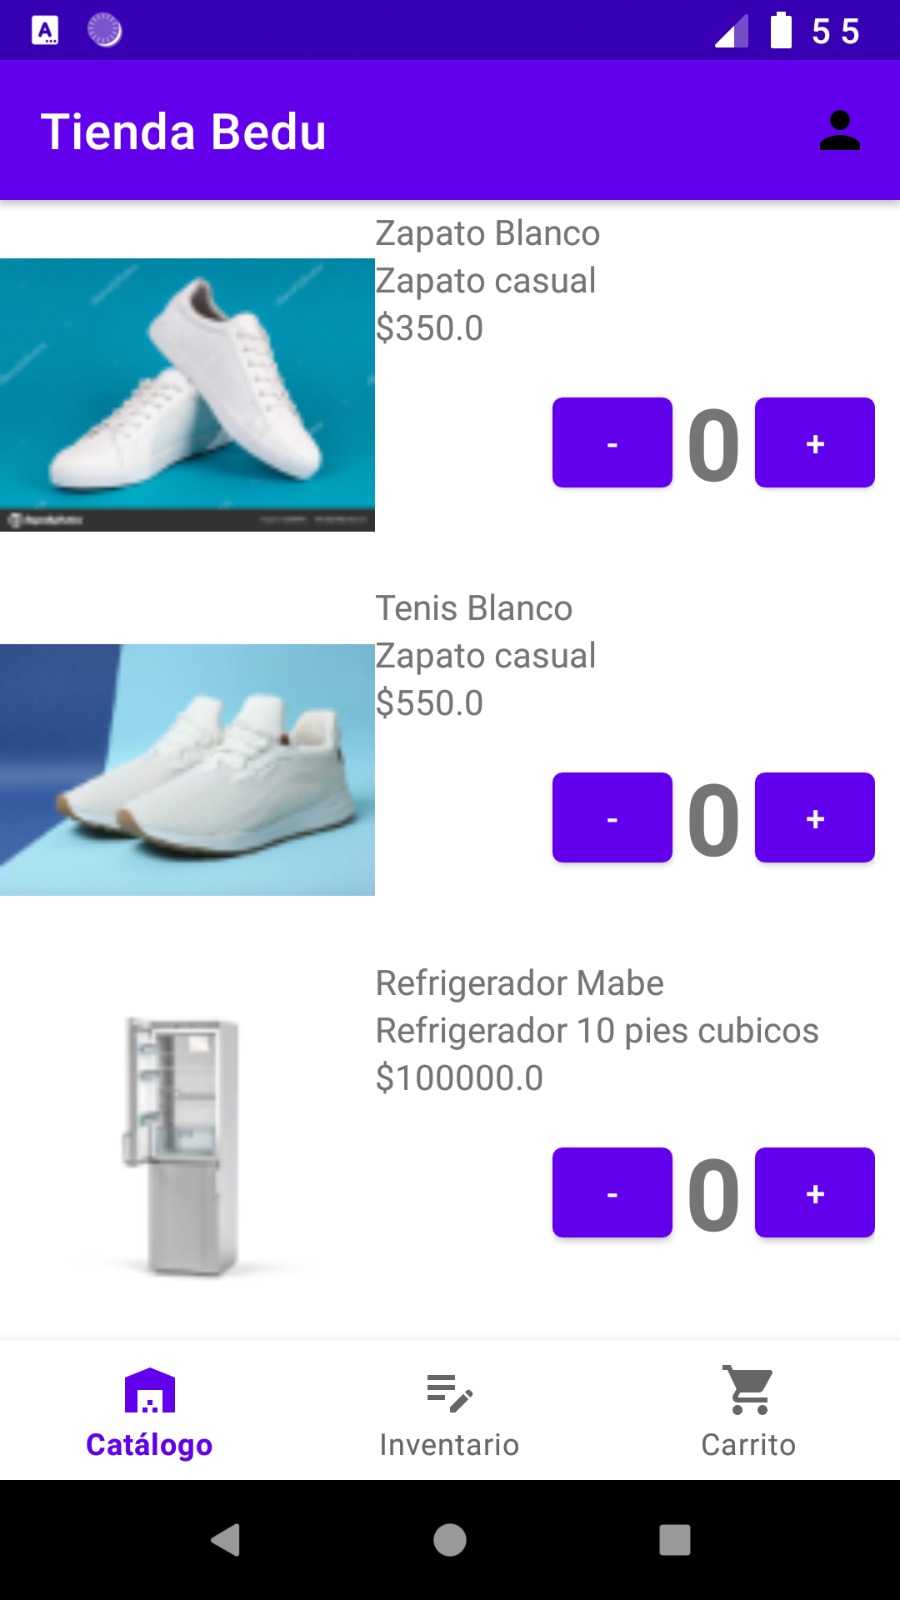 A
5 5
Tienda Bedu
Zapato Blanco
Zapato casual
$350.0
- 0 +
Tenis Blanco
Zapato casual
$550.0
- 0 +
Refrigerador Mabe
Refrigerador 10 pies cubicos
$100000.0
- 0 +
Catálogo Inventario Carrito